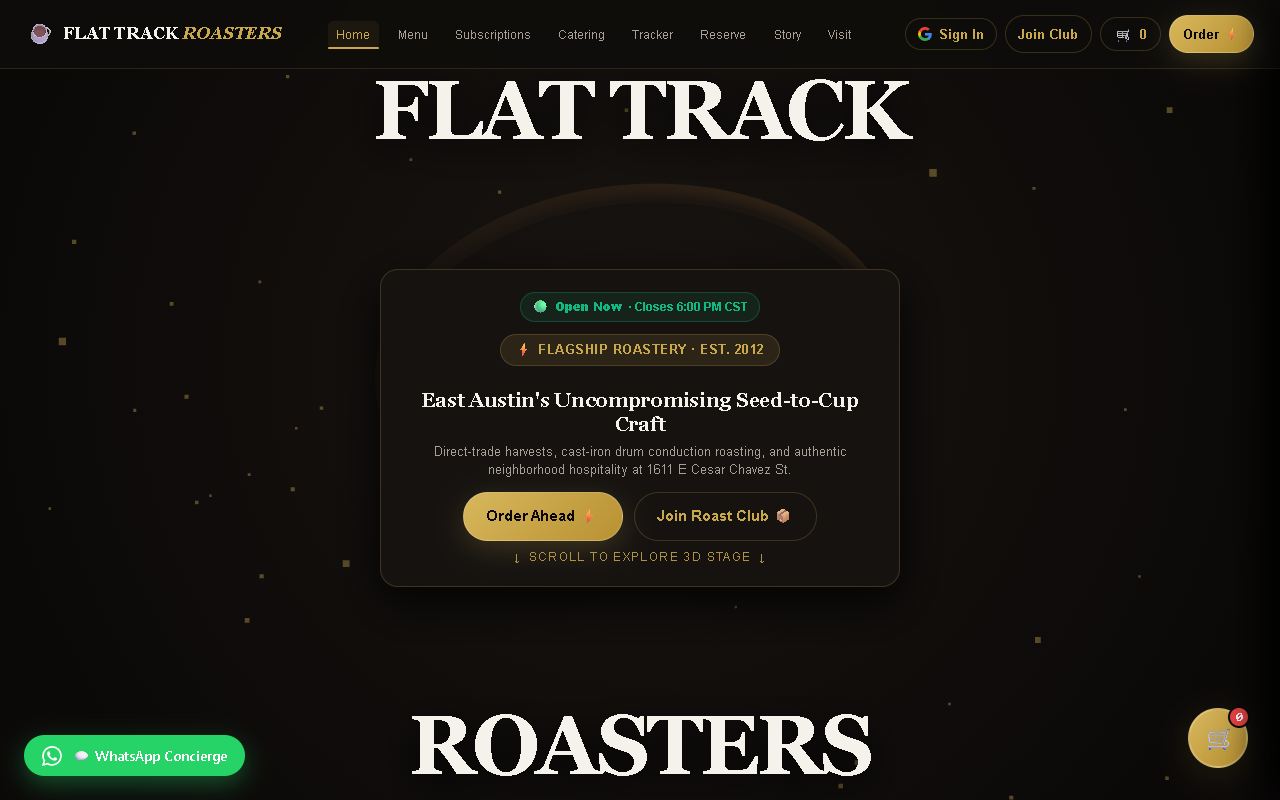 FLAT TRACK ROASTERS
Home Menu Subscriptions Catering Tracker Reserve Story Visit
Sign In
Join Club
0
Order
FLAT TRACK
Open Now · Closes 6:00 PM CST
FLAGSHIP ROASTERY · EST. 2012
East Austin's Uncompromising Seed-to-Cup
Craft
Direct-trade harvests, cast-iron drum conduction roasting, and authentic
neighborhood hospitality at 1611 E Cesar Chavez St.
Order Ahead
Join Roast Club
↓ SCROLL TO EXPLORE 3D STAGE ↓
ROASTERS
WhatsApp Concierge
0